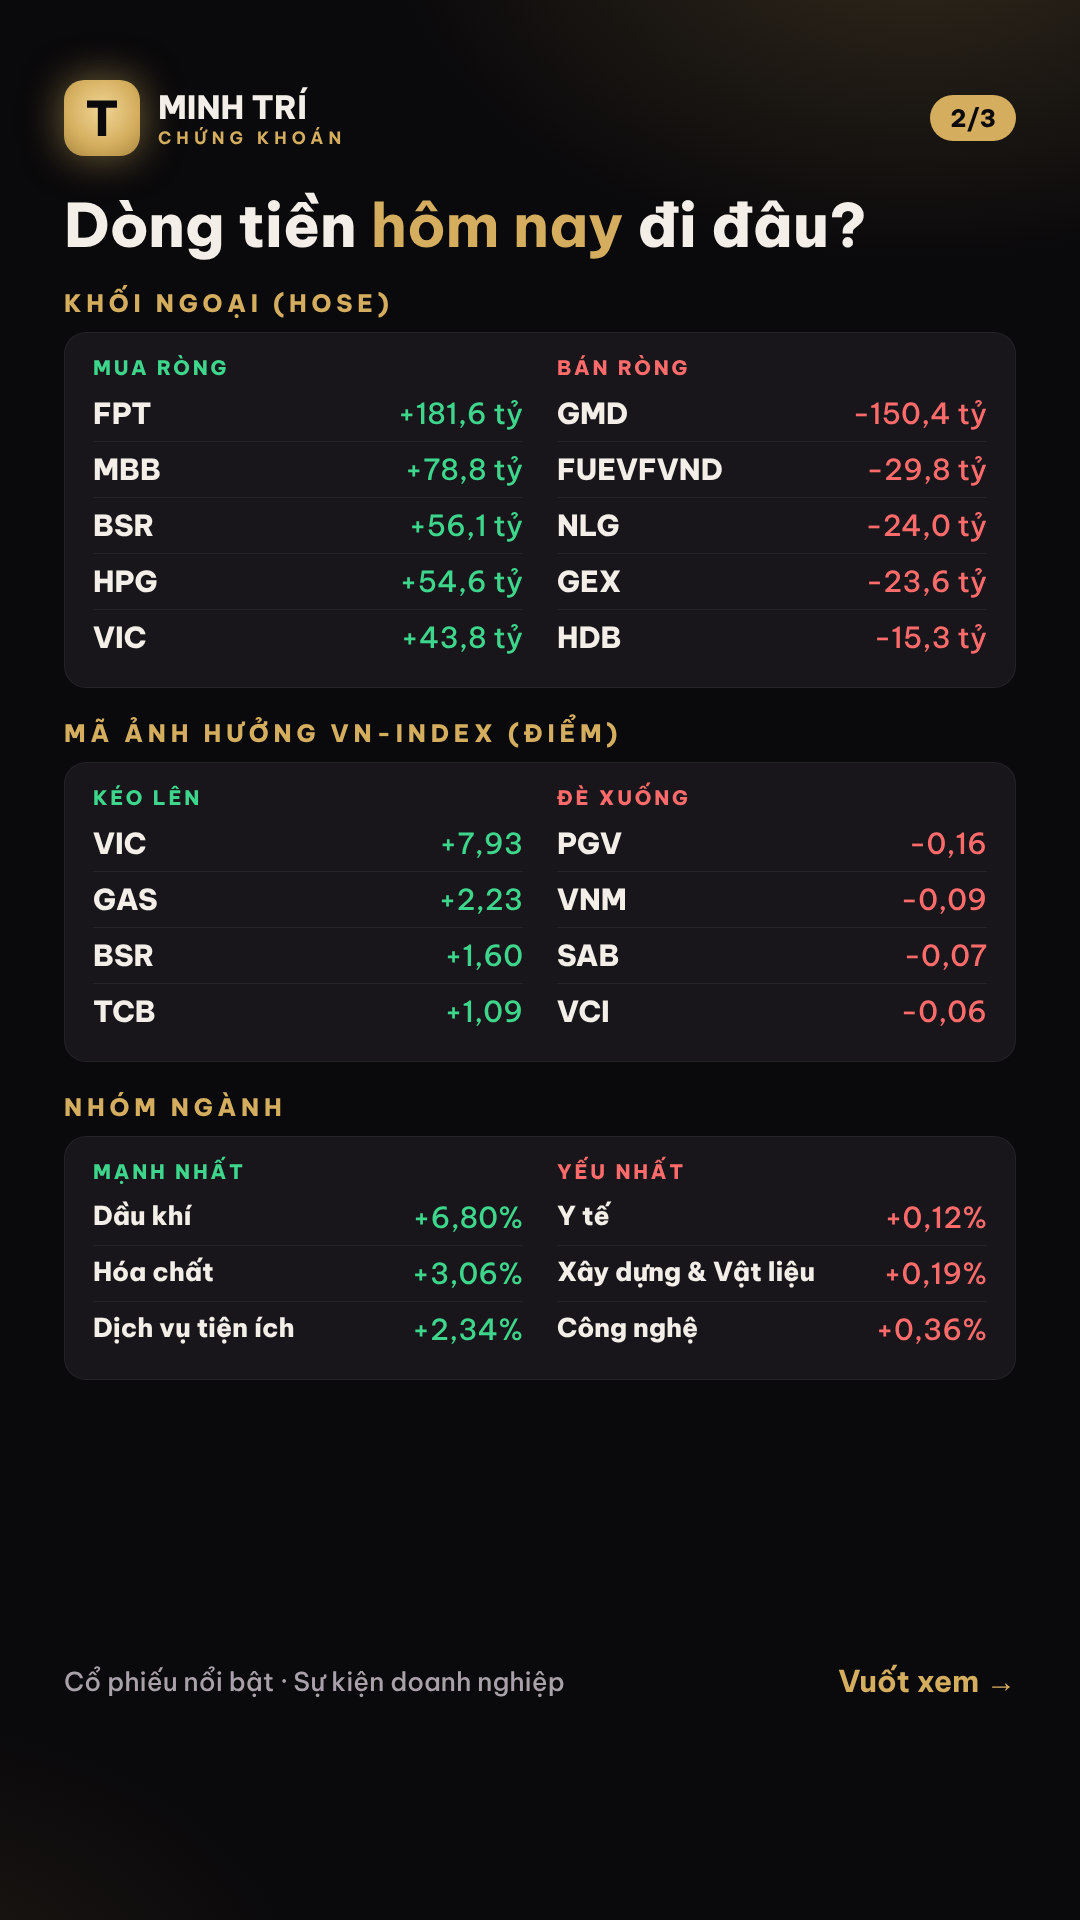 T
MINH TRÍ
CHỨNG KHOÁN
2/3
Dòng tiền hôm nay đi đâu?
KHỐI NGOẠI (HOSE)
MUA RÒNG
FPT +181,6 tỷ
MBB +78,8 tỷ
BSR +56,1 tỷ
HPG +54,6 tỷ
VIC +43,8 tỷ
BÁN RÒNG
GMD -150,4 tỷ
FUEVFVND -29,8 tỷ
NLG -24,0 tỷ
GEX -23,6 tỷ
HDB -15,3 tỷ
MÃ ẢNH HƯỞNG VN-INDEX (ĐIỂM)
KÉO LÊN
VIC +7,93
GAS +2,23
BSR +1,60
TCB +1,09
ĐÈ XUỐNG
PGV -0,16
VNM -0,09
SAB -0,07
VCI -0,06
NHÓM NGÀNH
MẠNH NHẤT
Dầu khí +6,80%
Hóa chất +3,06%
Dịch vụ tiện ích +2,34%
YẾU NHẤT
Y tế +0,12%
Xây dựng & Vật liệu +0,19%
Công nghệ +0,36%
Cổ phiếu nổi bật · Sự kiện doanh nghiệp
Vuốt xem →